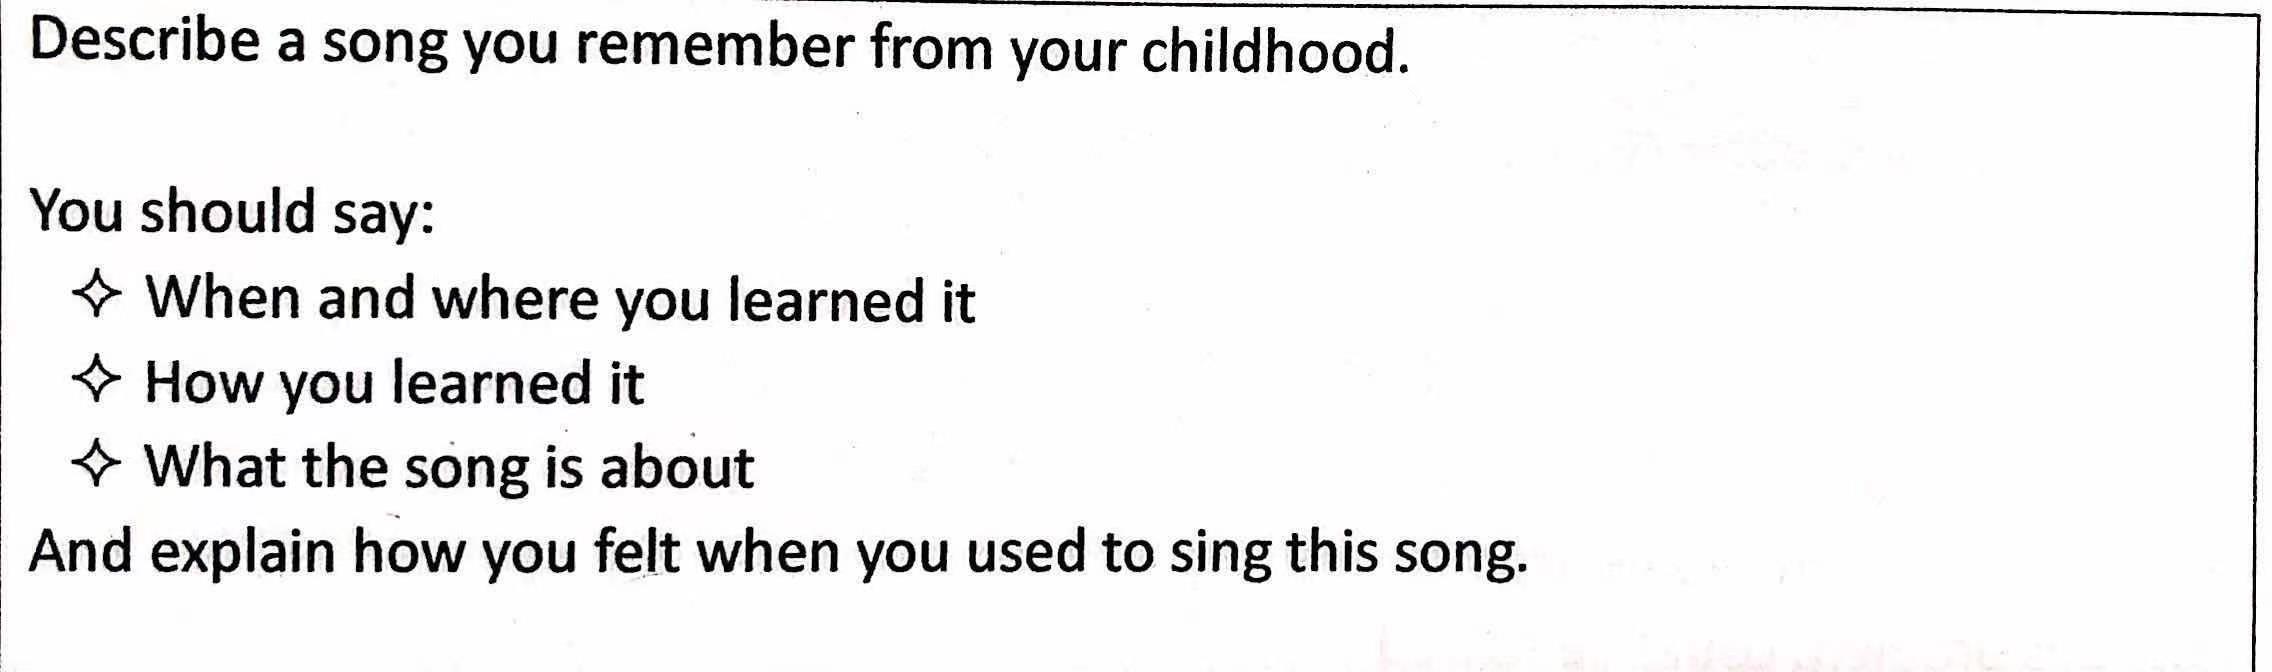 Describe a song you remember from your childhood.
You should say:
✧ When and where you learned it
✧ How you learned it
✧ What the song is about
And explain how you felt when you used to sing this song.